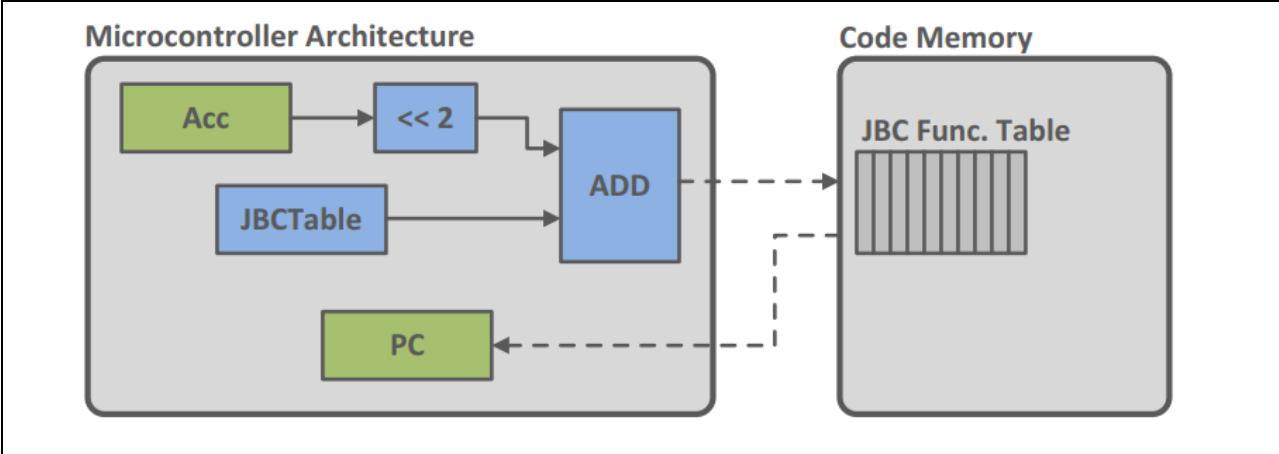 Microcontroller Architecture
Code Memory
Acc
<< 2
JBC Func. Table
ADD
JBCTable
PC